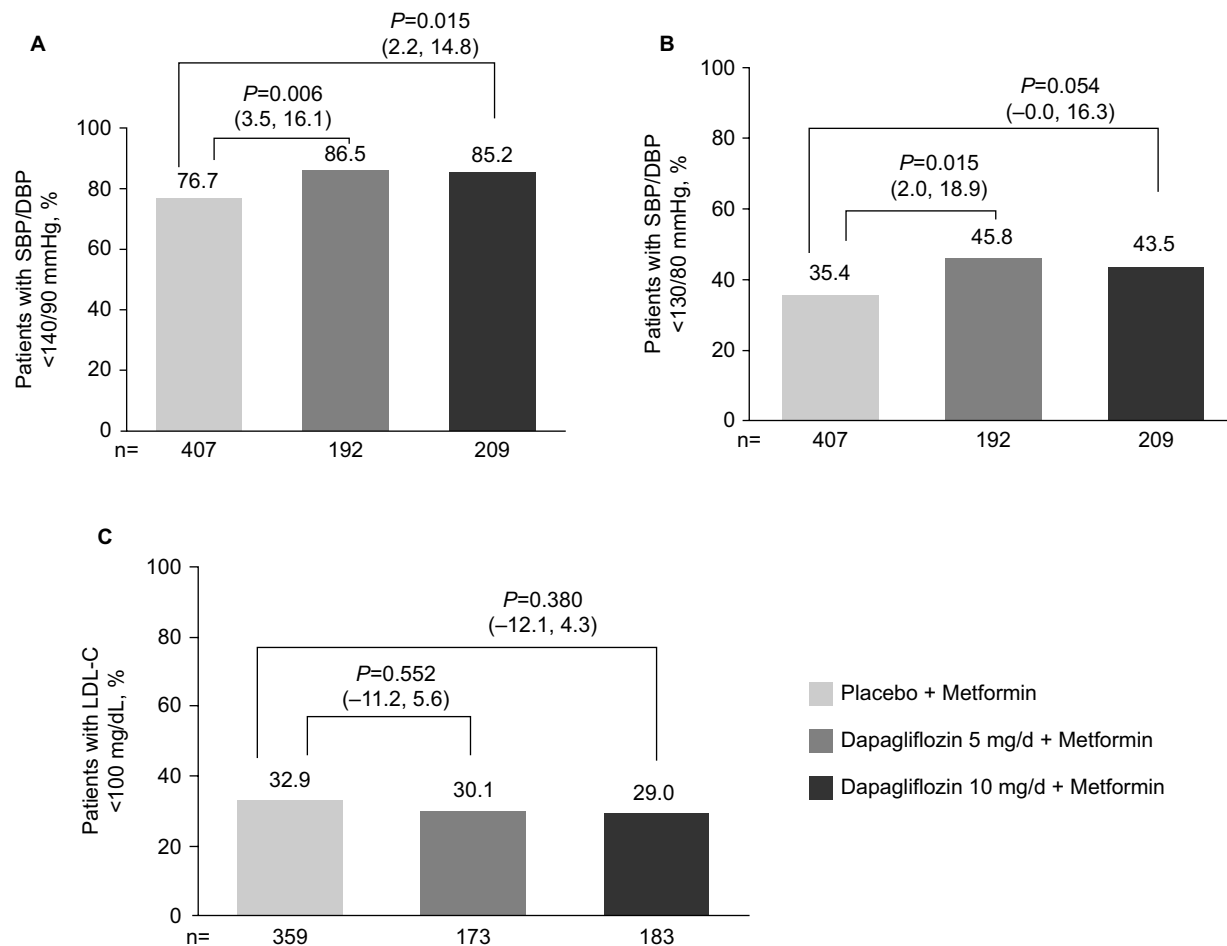 A
P=0.015
(2.2, 14.8)
P=0.006
(3.5, 16.1)
Patients with SBP/DBP
<140/90 mmHg, %
100
80
60
40
20
0
76.7
86.5
85.2
n=
407
192
209
B
P=0.054
(–0.0, 16.3)
P=0.015
(2.0, 18.9)
Patients with SBP/DBP
<130/80 mmHg, %
100
80
60
40
20
0
35.4
45.8
43.5
n=
407
192
209
C
P=0.380
(–12.1, 4.3)
P=0.552
(–11.2, 5.6)
Patients with LDL-C
<100 mg/dL, %
100
80
60
40
20
0
32.9
30.1
29.0
n=
359
173
183
Placebo + Metformin
Dapagliflozin 5 mg/d + Metformin
Dapagliflozin 10 mg/d + Metformin